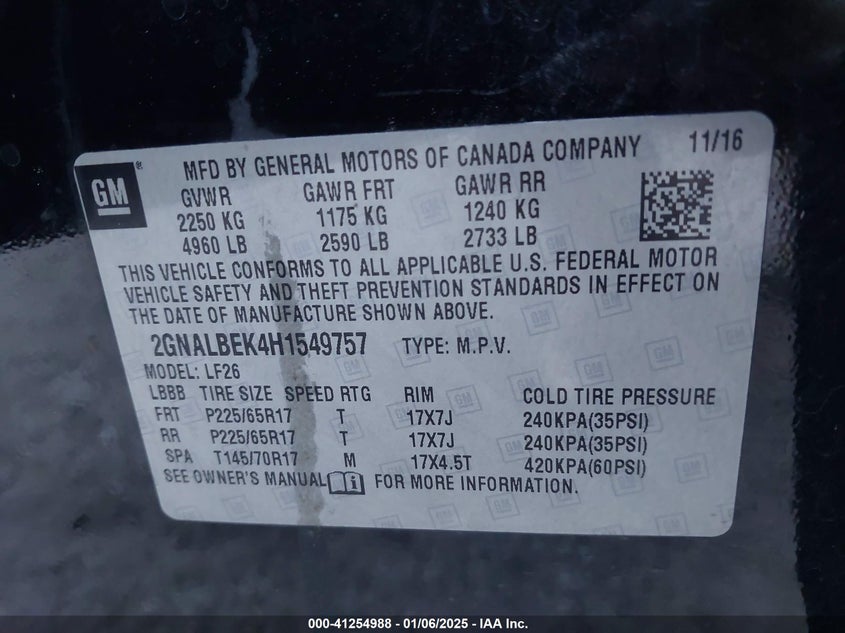 GM ® MFD BY GENERAL MOTORS OF CANADA COMPANY 11/16
GVWR GAWR FRT GAWR RR
2250 KG 1175 KG 1240 KG
4960 LB 2590 LB 2733 LB
THIS VEHICLE CONFORMS TO ALL APPLICABLE U.S. FEDERAL MOTOR
VEHICLE SAFETY AND THEFT PREVENTION STANDARDS IN EFFECT ON
THE DATE OF MANUFACTURE SHOWN ABOVE.
2GNALBEK4H1549757 TYPE: M.P.V.
MODEL: LF26
LBBB TIRE SIZE SPEED RTG RIM COLD TIRE PRESSURE
FRT P225/65R17 T 17X7J 240KPA(35PSI)
RR P225/65R17 T 17X7J 240KPA(35PSI)
SPA T145/70R17 M 17X4.5T 420KPA(60PSI)
SEE OWNER'S MANUAL FOR MORE INFORMATION.
000-41254988 - 01/06/2025 - IAA Inc.